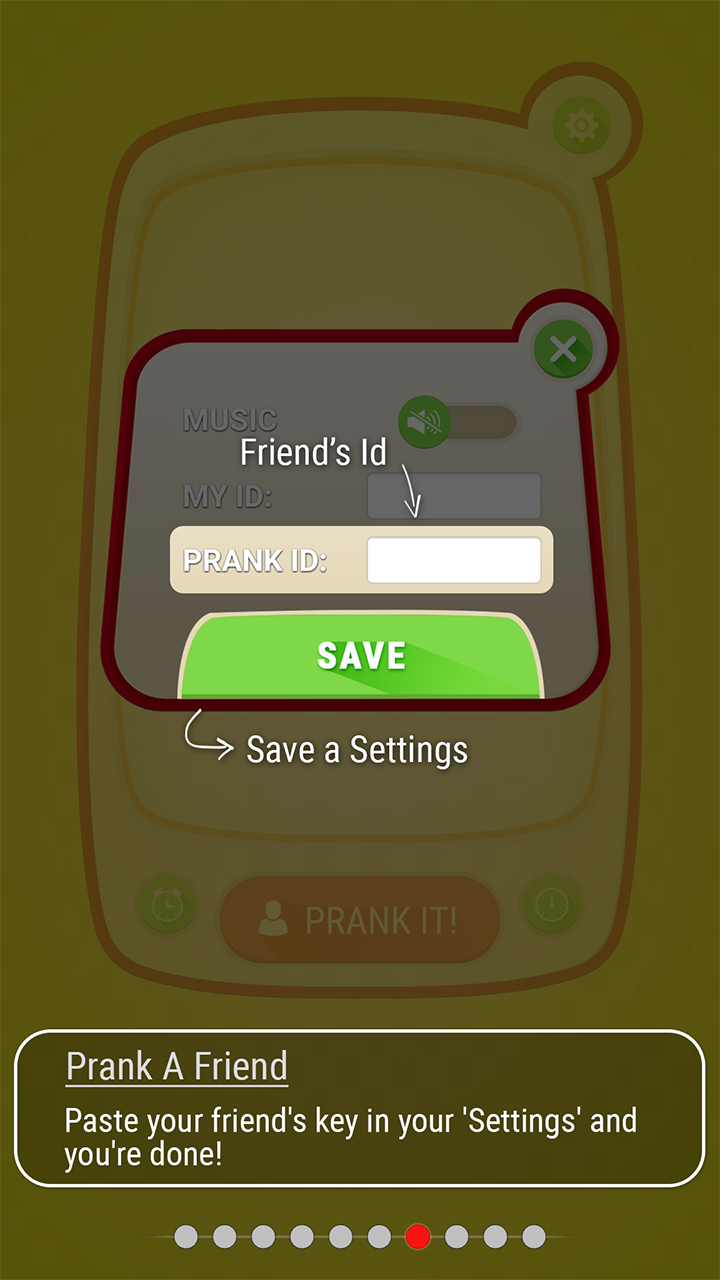 MUSIC
Friend's Id
MY ID:
PRANK ID:
SAVE
Save a Settings
PRANK IT!
Prank A Friend
Paste your friend's key in your 'Settings' and
you're done!